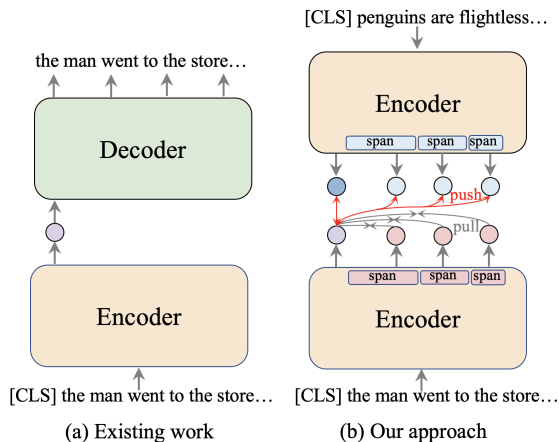 the man went to the store…
Decoder
Encoder
[CLS] the man went to the store…
(a) Existing work
[CLS] penguins are flightless…
Encoder
span span span
push
pull
span span span
Encoder
[CLS] the man went to the store…
(b) Our approach